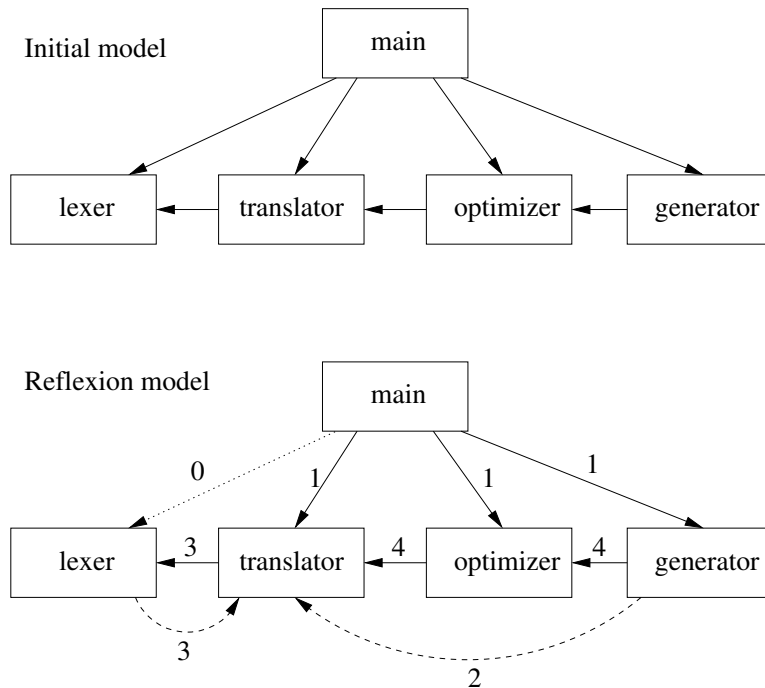 Initial model
main
lexer
translator
optimizer
generator
Reflexion model
main
0
1
1
1
lexer
3
translator
4
optimizer
4
generator
3
2